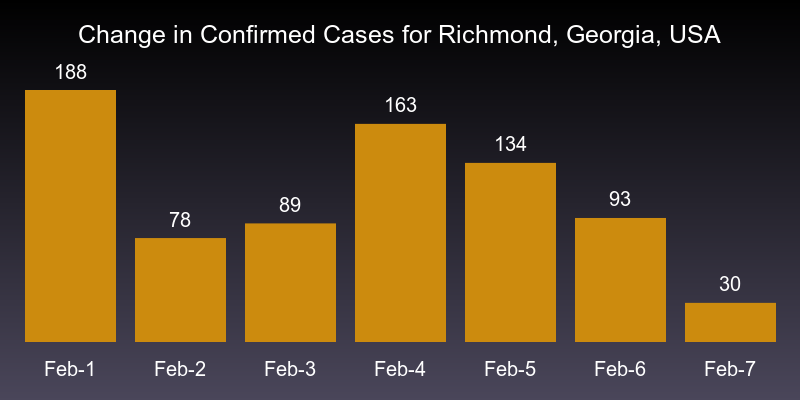 Change in Confirmed Cases for Richmond, Georgia, USA
188
78
89
163
134
93
30
Feb-1
Feb-2
Feb-3
Feb-4
Feb-5
Feb-6
Feb-7